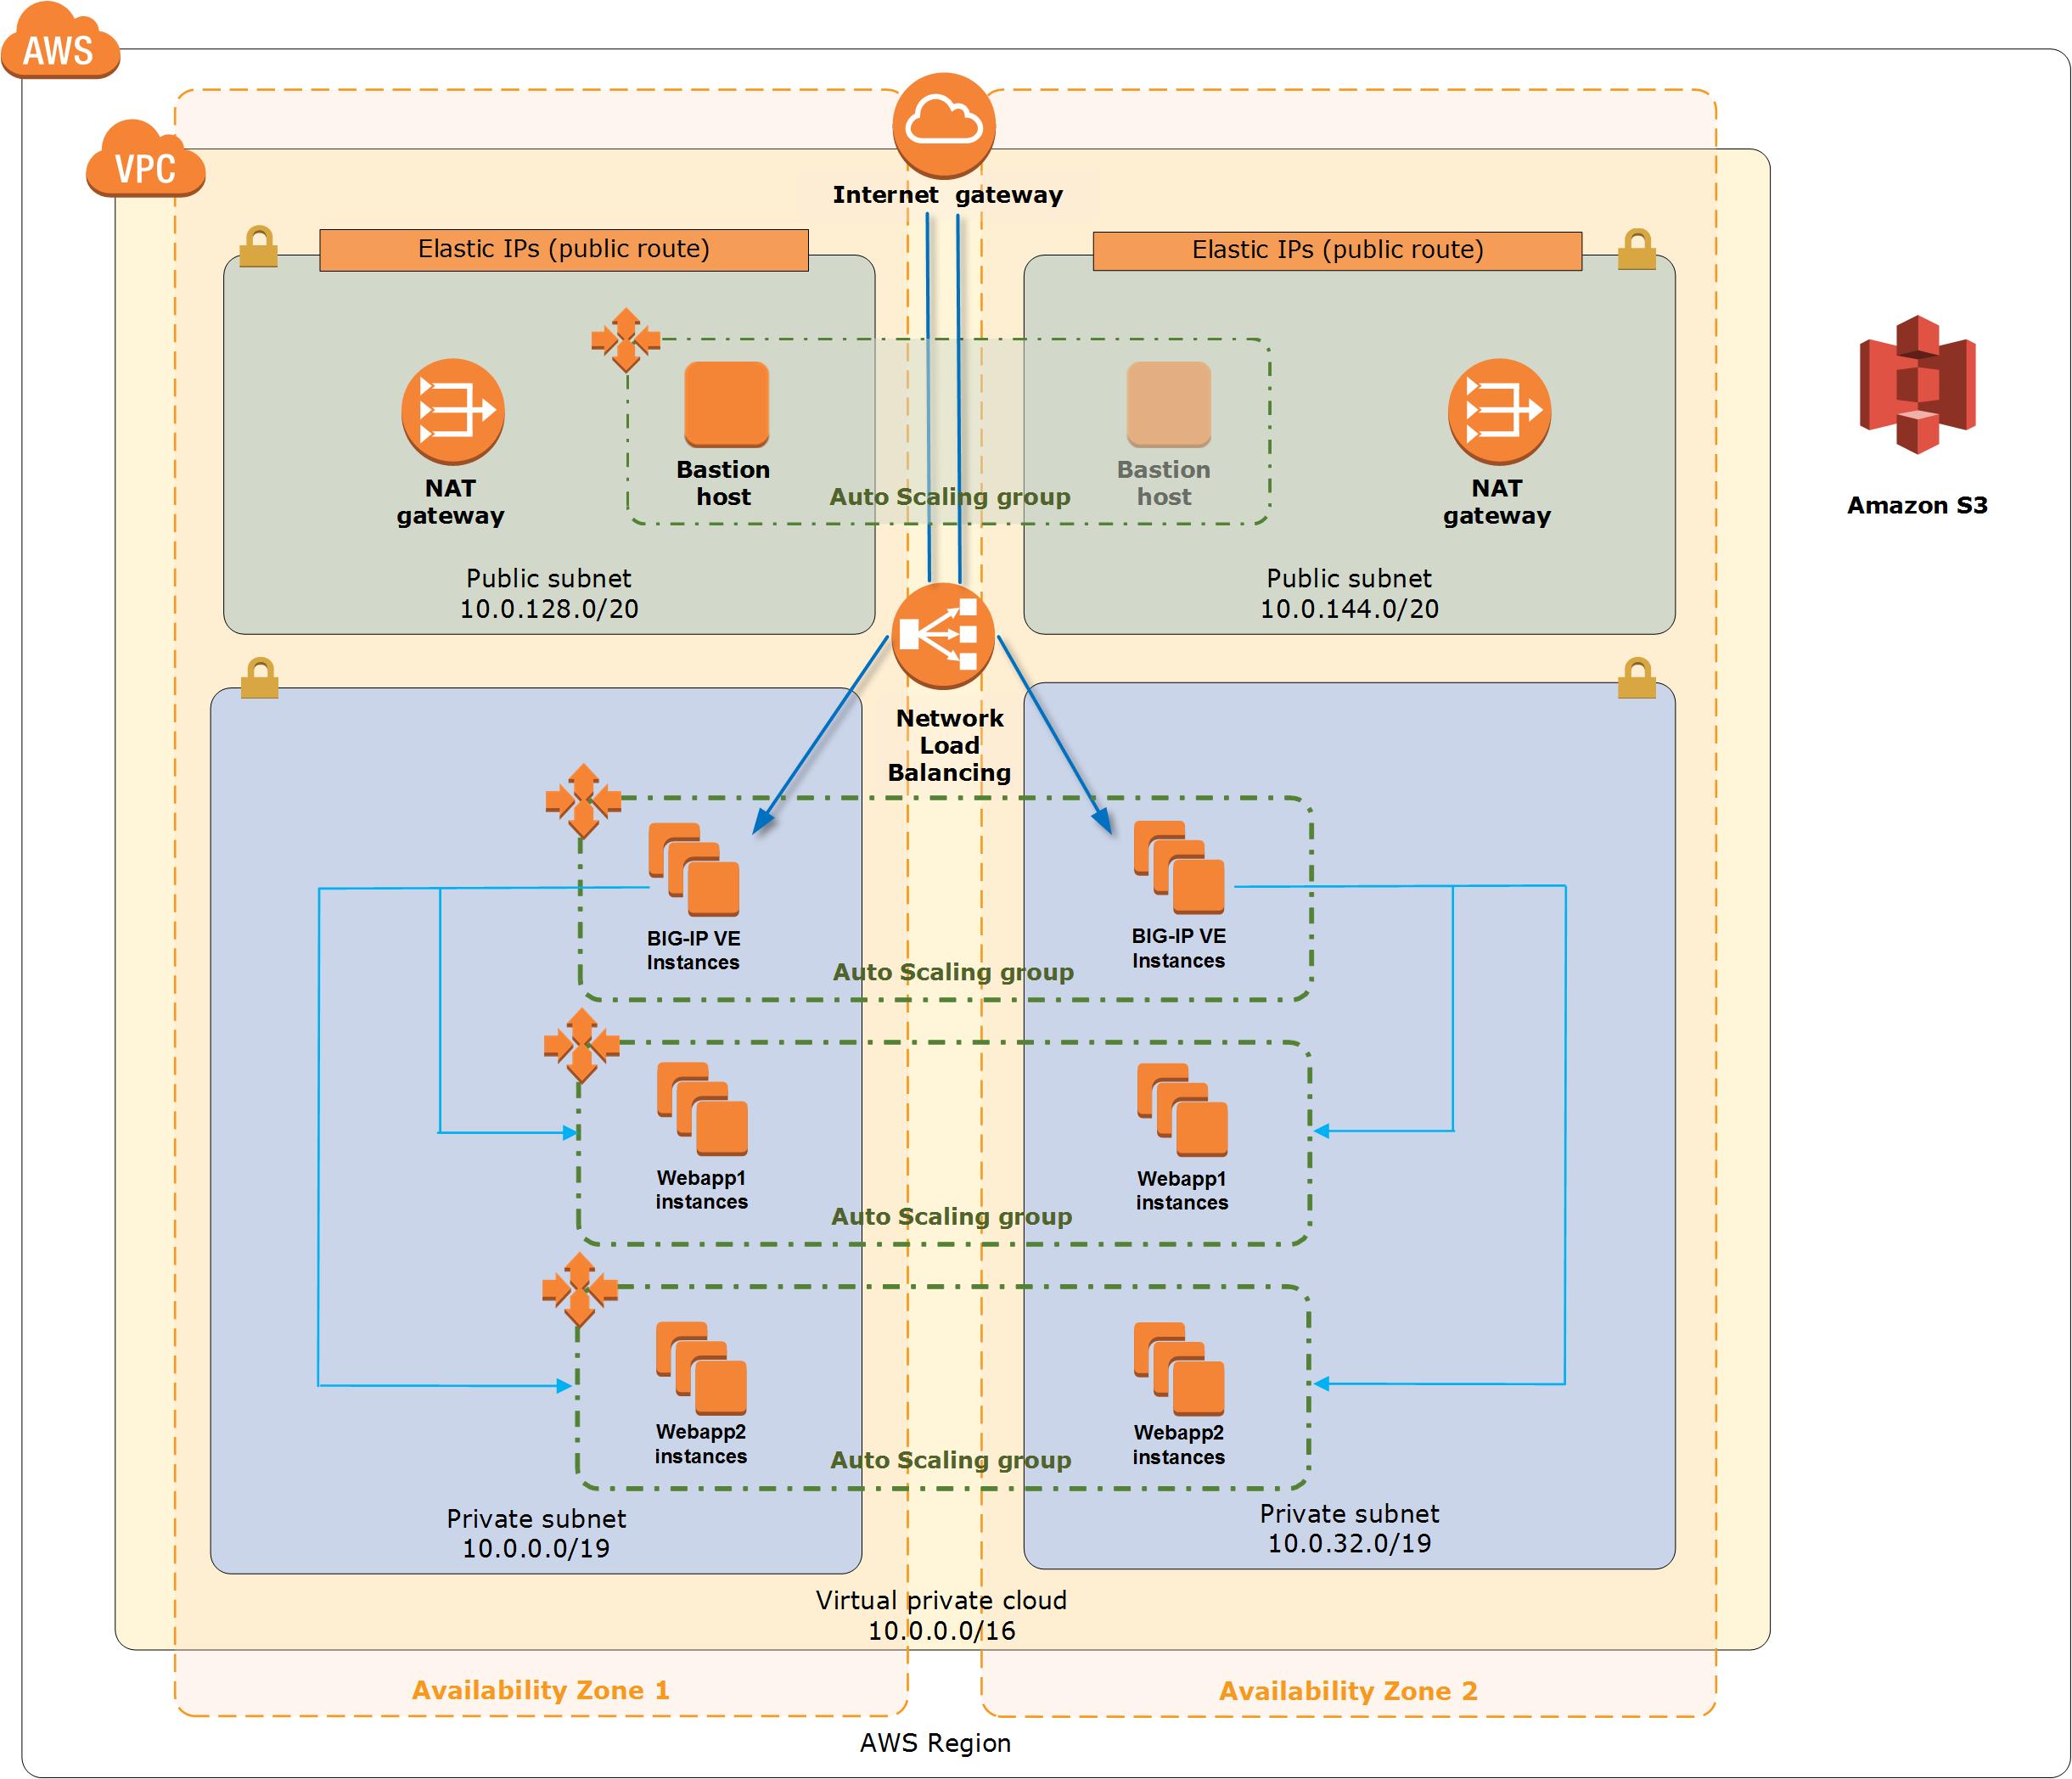 AWS
VPC
Internet gateway
Elastic IPs (public route)
Elastic IPs (public route)
NAT
gateway
Bastion
host
Auto Scaling group
Bastion
host
NAT
gateway
Amazon S3
Public subnet
10.0.128.0/20
Public subnet
10.0.144.0/20
Network
Load
Balancing
BIG-IP VE
Instances
BIG-IP VE
Instances
Auto Scaling group
Webapp1
instances
Webapp1
instances
Auto Scaling group
Webapp2
instances
Webapp2
instances
Auto Scaling group
Private subnet
10.0.0.0/19
Private subnet
10.0.32.0/19
Virtual private cloud
10.0.0.0/16
Availability Zone 1
Availability Zone 2
AWS Region